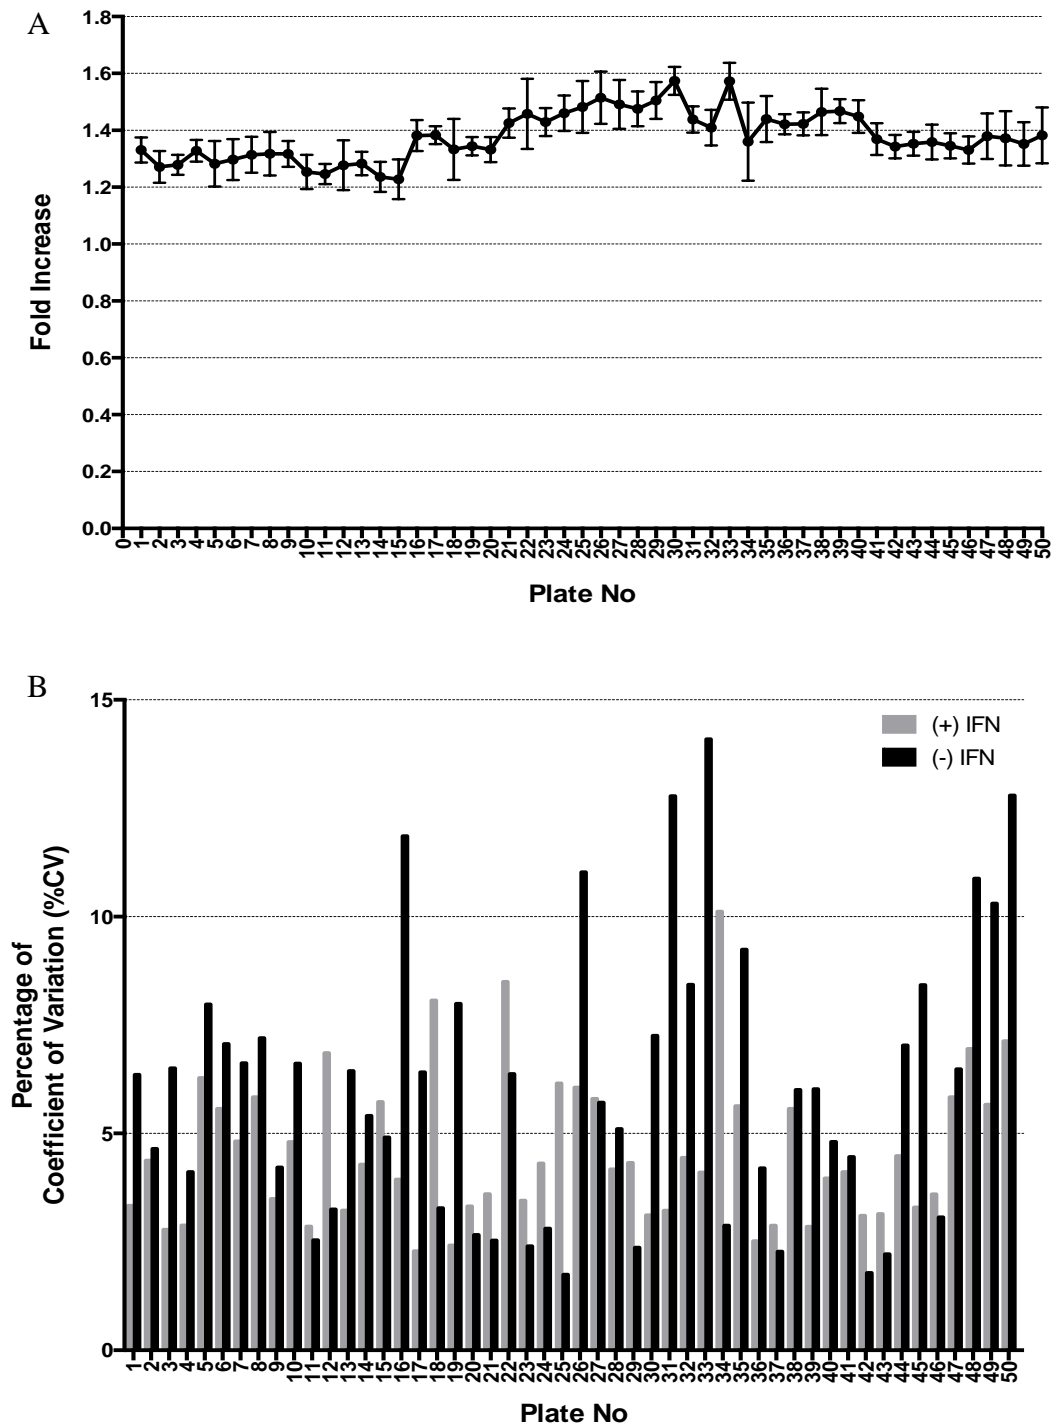 A
1.8
1.6
1.4
1.2
1.0
0.8
0.6
0.4
0.2
0.0
Fold Increase
0 1 2 3 4 5 6 7 8 9 10 11 12 13 14 15 16 17 18 19 20 21 22 23 24 25 26 27 28 29 30 31 32 33 34 35 36 37 38 39 40 41 42 43 44 45 46 47 48 49 50
Plate No
B
15
10
5
0
(+) IFN
(-) IFN
Percentage of
Coefficient of Variation (%CV)
1 2 3 4 5 6 7 8 9 10 11 12 13 14 15 16 17 18 19 20 21 22 23 24 25 26 27 28 29 30 31 32 33 34 35 36 37 38 39 40 41 42 43 44 45 46 47 48 49 50
Plate No